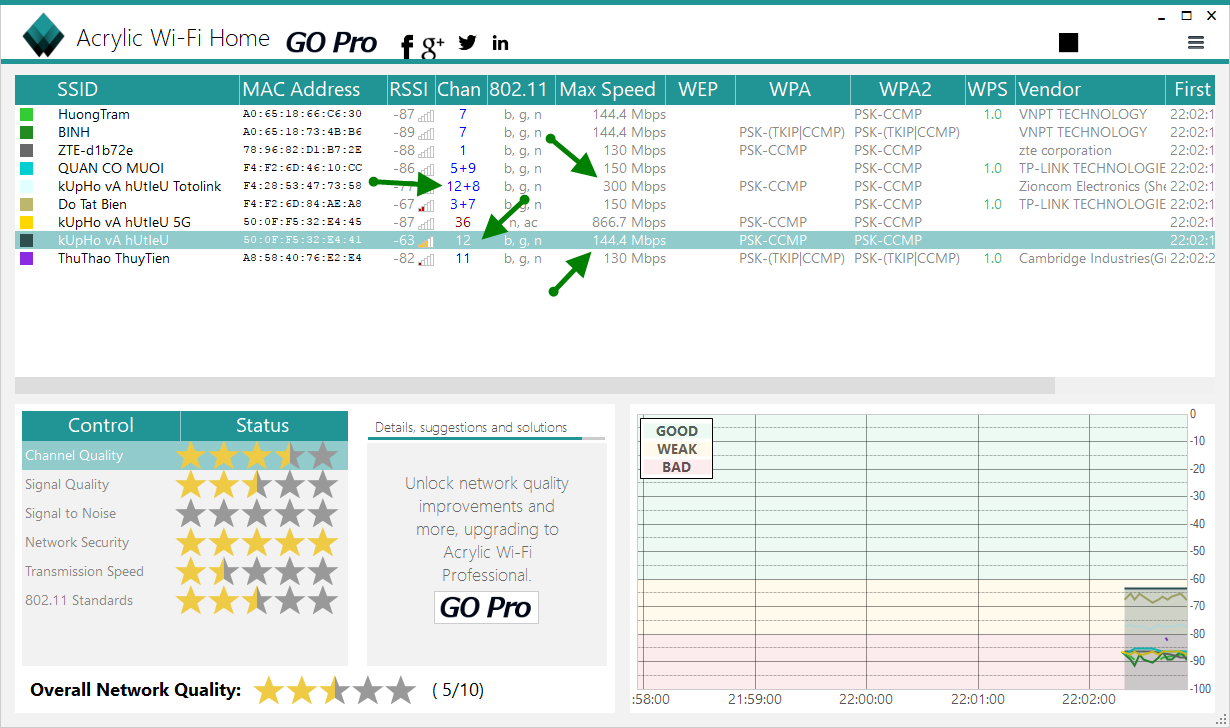 Acrylic Wi-Fi Home GO Pro f g+ in
SSID MAC Address RSSI Chan 802.11 Max Speed WEP WPA WPA2 WPS Vendor First
HuongTram A0:65:18:66:C6:30 -87 7 b, g, n 144.4 Mbps PSK-CCMP 1.0 VNPT TECHNOLOGY 22:02:1
BINH A0:65:18:73:4B:B6 -89 7 b, g, n 144.4 Mbps PSK-(TKIP|CCMP) PSK-(TKIP|CCMP) VNPT TECHNOLOGY 22:02:1
ZTE-d1b72e 78:96:82:D1:B7:2E -88 1 b, g, n 130 Mbps PSK-CCMP PSK-CCMP zte corporation 22:02:1
QUAN CO MUOI F4:F2:6D:46:10:CC -86 5+9 b, g, n 150 Mbps PSK-CCMP 1.0 TP-LINK TECHNOLOGIE 22:02:1
kUpHo vA hUtIeU Totolink F4:28:53:47:73:58 12+8 b, g, n 300 Mbps PSK-CCMP PSK-CCMP Zioncom Electronics (She 22:02:1
Do Tat Bien F4:F2:6D:84:AE:A8 -67 3+7 b, g, n 150 Mbps PSK-CCMP 1.0 TP-LINK TECHNOLOGIE 22:02:1
kUpHo vA hUtIeU 5G 50:0F:F5:32:E4:45 -87 36 n, ac 866.7 Mbps PSK-CCMP PSK-CCMP 22:02:1
kUpHo vA hUtIeU 50:0F:F5:32:E4:41 -63 12 b, g, n 144.4 Mbps PSK-CCMP PSK-CCMP 22:02:1
ThuThao ThuyTien A8:58:40:76:E2:E4 -82 11 b, g, n 130 Mbps PSK-(TKIP|CCMP) PSK-(TKIP|CCMP) 1.0 Cambridge Industries(Gr 22:02:2
Control Status
Channel Quality
Signal Quality
Signal to Noise
Network Security
Transmission Speed
802.11 Standards
Overall Network Quality: ( 5/10)
Details, suggestions and solutions
Unlock network quality
improvements and
more, upgrading to
Acrylic Wi-Fi
Professional.
GO Pro
GOOD
WEAK
BAD
0
-10
-20
-30
-40
-50
-60
-70
-80
-90
-100
:58:00 21:59:00 22:00:00 22:01:00 22:02:00